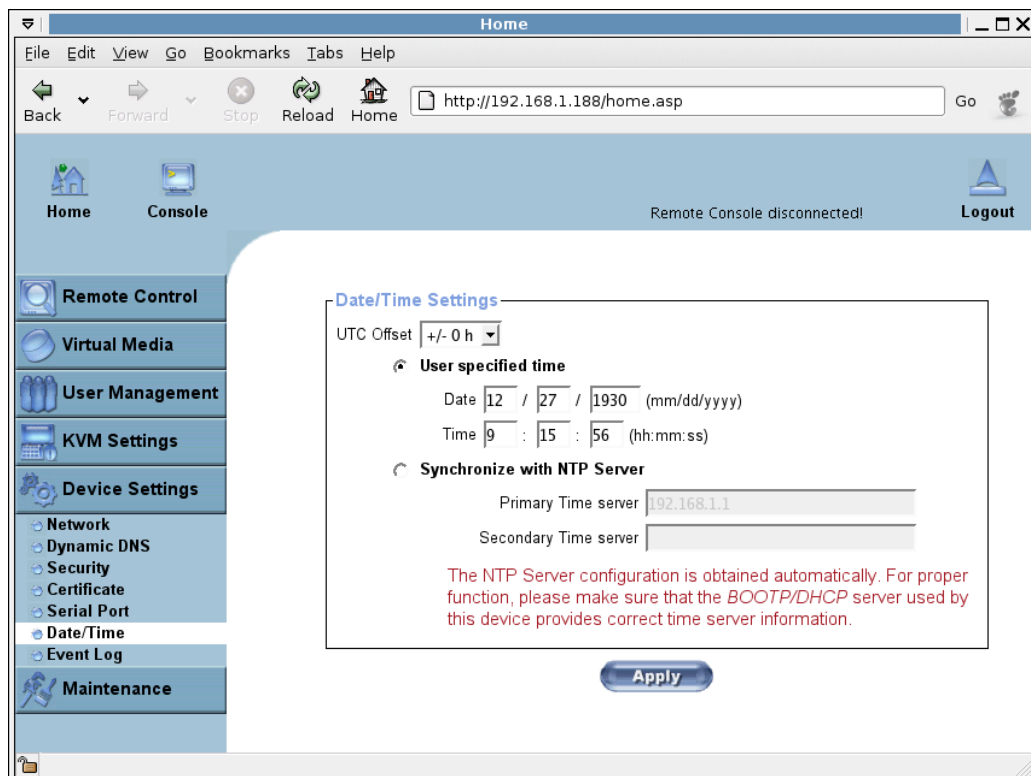 Home
File Edit View Go Bookmarks Tabs Help
Back Forward Stop Reload Home http://192.168.1.188/home.asp Go
Home Console Remote Console disconnected! Logout
Remote Control
Virtual Media
User Management
KVM Settings
Device Settings
Network
Dynamic DNS
Security
Certificate
Serial Port
Date/Time
Event Log
Maintenance
Date/Time Settings
UTC Offset +/- 0 h
User specified time
Date 12 / 27 / 1930 (mm/dd/yyyy)
Time 9 : 15 : 56 (hh:mm:ss)
Synchronize with NTP Server
Primary Time server 192.168.1.1
Secondary Time server
The NTP Server configuration is obtained automatically. For proper
function, please make sure that the BOOTP/DHCP server used by
this device provides correct time server information.
Apply